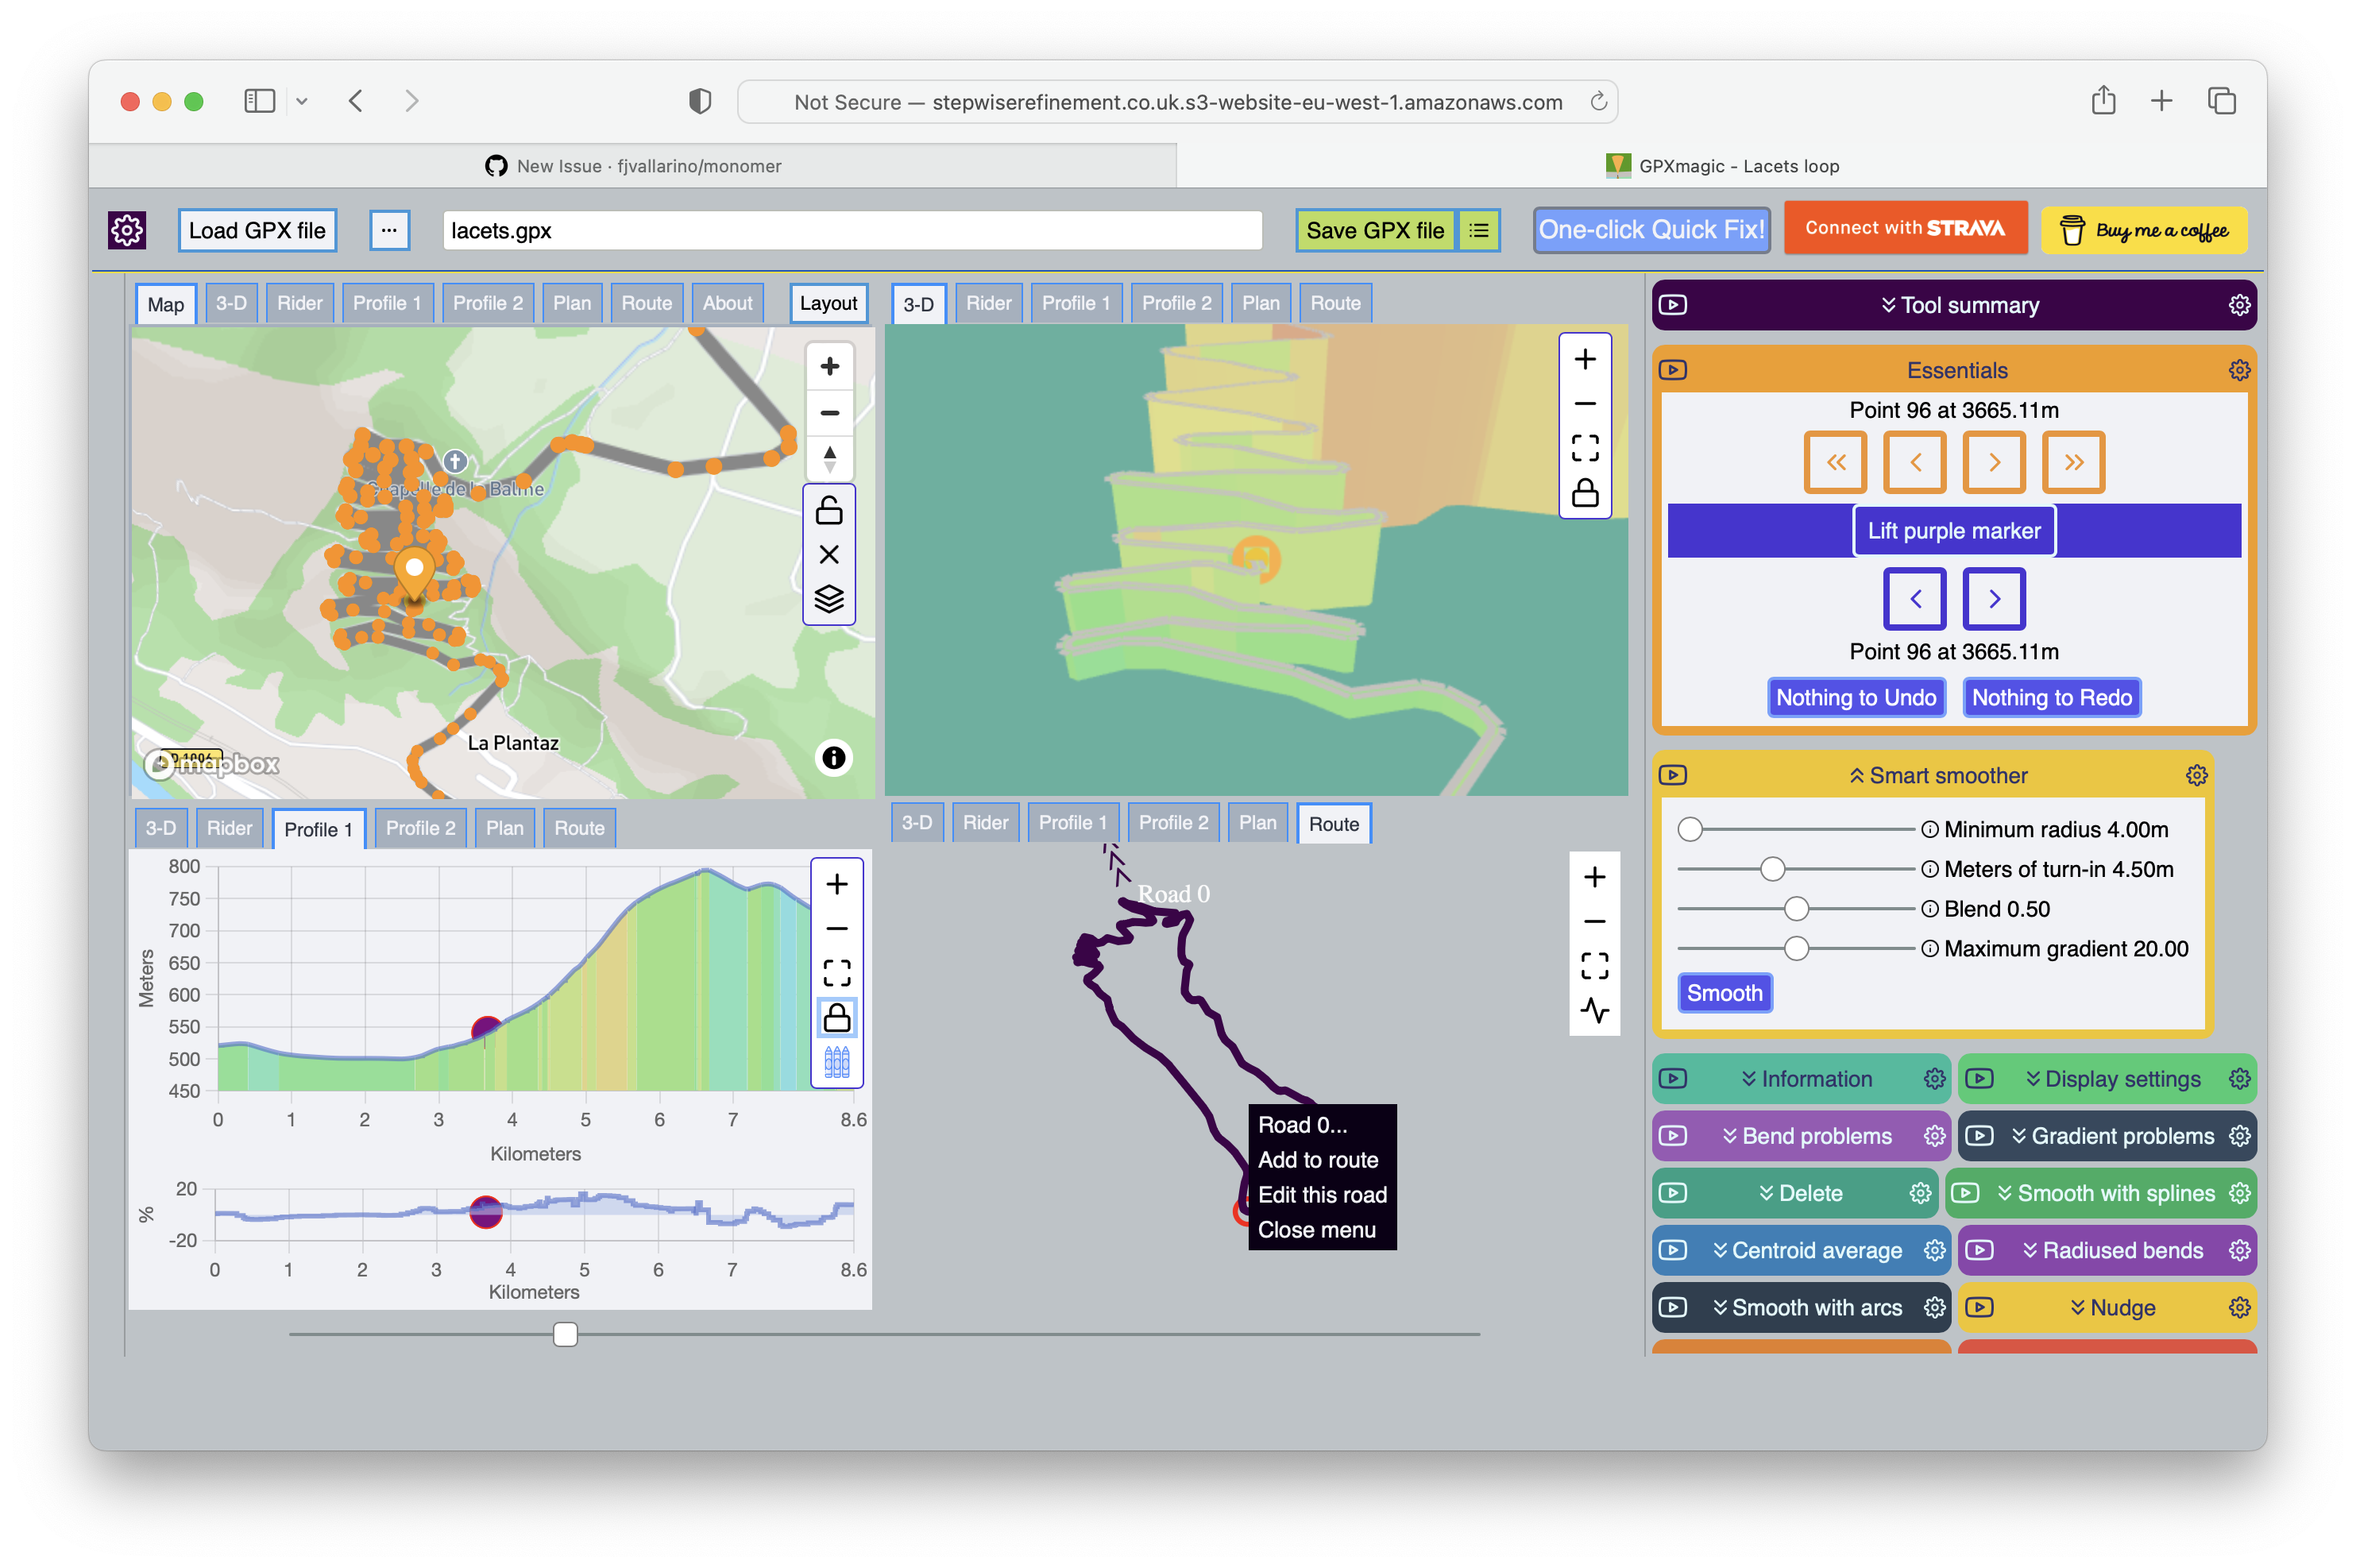 Not Secure — stepwiserefinement.co.uk.s3-website-eu-west-1.amazonaws.com
New Issue · fjvallarino/monomer
GPXmagic - Lacets loop
Load GPX file
...
lacets.gpx
Save GPX file
One-click Quick Fix!
Connect with STRAVA
Buy me a coffee
Map 3-D Rider Profile 1 Profile 2 Plan Route About Layout
La Plantaz
mapbox
3-D Rider Profile 1 Profile 2 Plan Route
3-D Rider Profile 1 Profile 2 Plan Route
Meters
800
750
700
650
600
550
500
450
0 1 2 3 4 5 6 7 8.6
Kilometers
%
20
-20
0 1 2 3 4 5 6 7 8.6
Kilometers
3-D Rider Profile 1 Profile 2 Plan Route
Road 0
Road 0...
Add to route
Edit this road
Close menu
Tool summary
Essentials
Point 96 at 3665.11m
Lift purple marker
Point 96 at 3665.11m
Nothing to Undo Nothing to Redo
Smart smoother
Minimum radius 4.00m
Meters of turn-in 4.50m
Blend 0.50
Maximum gradient 20.00
Smooth
Information Display settings
Bend problems Gradient problems
Delete Smooth with splines
Centroid average Radiused bends
Smooth with arcs Nudge